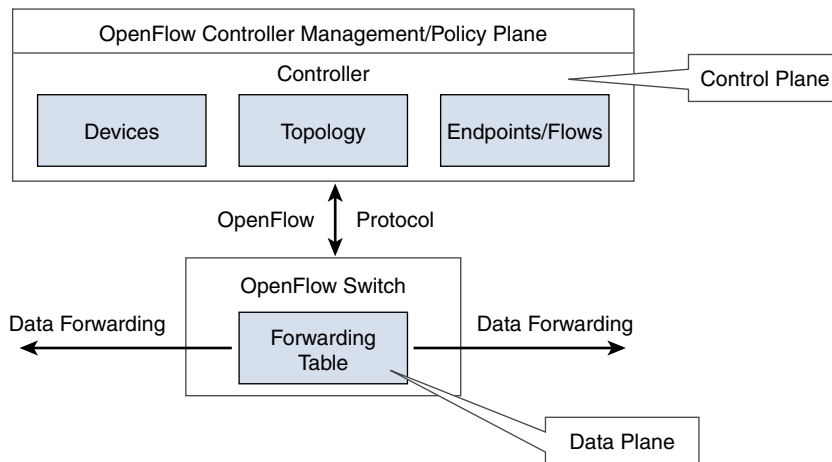 OpenFlow Controller Management/Policy Plane
Controller
Control Plane
Devices
Topology
Endpoints/Flows
OpenFlow Protocol
OpenFlow Switch
Data Forwarding
Data Forwarding
Forwarding
Table
Data Plane